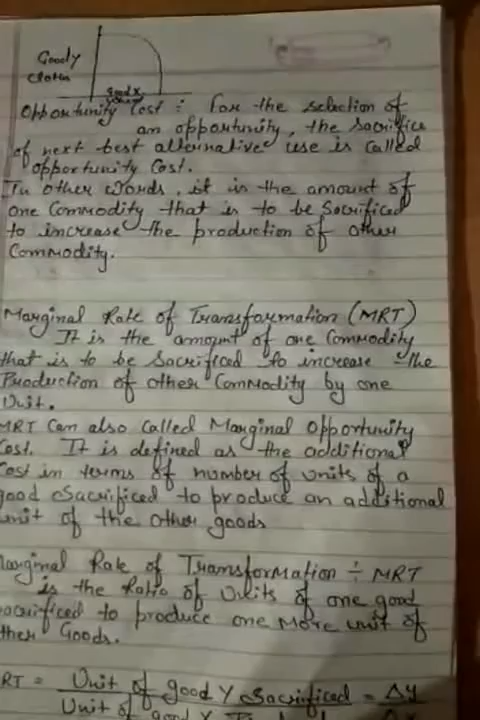 Good y
Cloths
Good x
Opportunity Cost : For the selection of
an opportunity, the sacrifice
of next best alternative use is called
opportunity Cost.
In other words, it is the amount of
one Commodity that is to be Sacrificed
to increase the production of other
Commodity.
Marginal Rate of Transformation (MRT)
It is the amount of one Commodity
that is to be sacrificed to increase the
Production of other Commodity by one
Unit.
MRT Can also called Marginal Opportunity
Cost. It is defined as the additional
Cost in terms of number of units of a
good sacrificed to produce an additional
unit of the other goods
Marginal Rate of Transformation ÷ MRT
is the Ratio of Units of one good
sacrificed to produce one more unit of
other Goods.
MRT = Unit of good Y Sacrificed = Δy
Unit of good